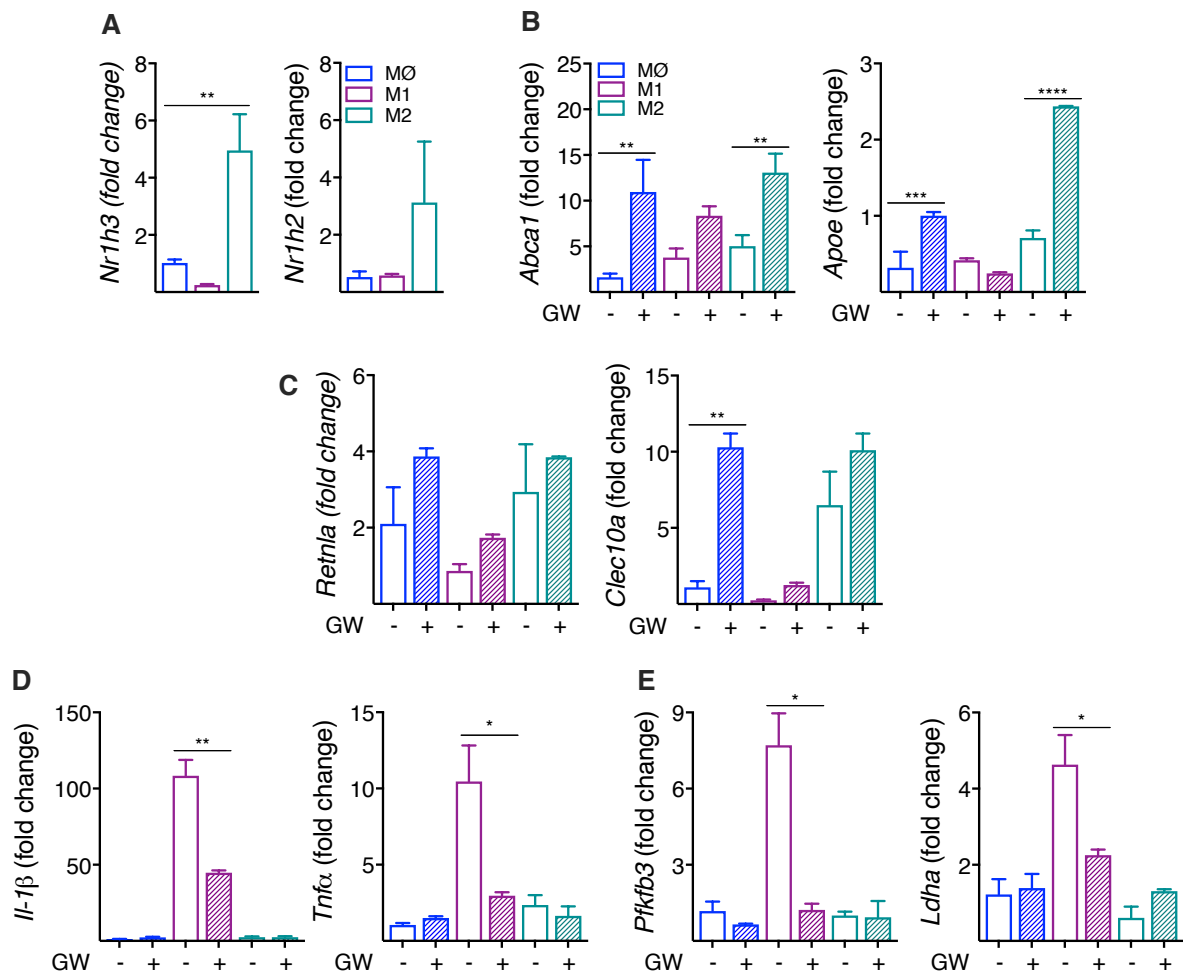 A
Nr1h3 (fold change)
8
6
4
2
**
Nr1h2 (fold change)
8
6
4
2
MØ
M1
M2
B
Abca1 (fold change)
25
20
15
10
5
**
**
MØ
M1
M2
GW - + - + - +
Apoe (fold change)
3
2
1
***
****
- + - + - +
C
Retnla (fold change)
6
4
2
GW - + - + - +
Clec10a (fold change)
15
10
5
**
GW - + - + - +
D
Il-1β (fold change)
150
100
50
**
GW - + - + - +
Tnfα (fold change)
15
10
5
*
- + - + - +
E
Pfkfb3 (fold change)
9
6
3
*
GW - + - + - +
Ldha (fold change)
6
4
2
*
- + - + - +